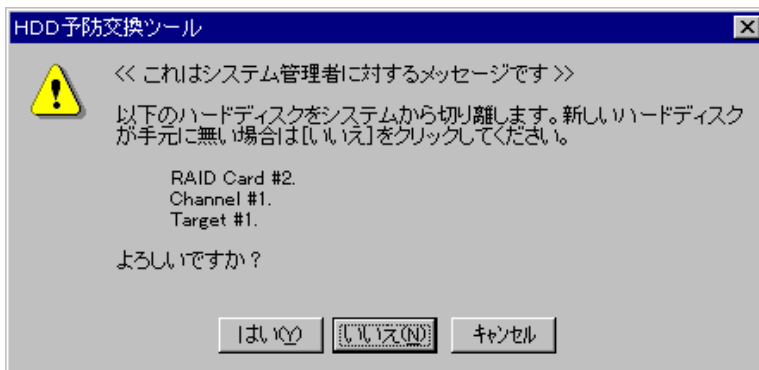 HDD予防交換ツール
<< これはシステム管理者に対するメッセージです >>
以下のハードディスクをシステムから切り離します。新しいハードディスク
が手元に無い場合は[いいえ]をクリックしてください。
RAID Card #2.
Channel #1.
Target #1.
よろしいですか？
はい(Y) いいえ(N) キャンセル